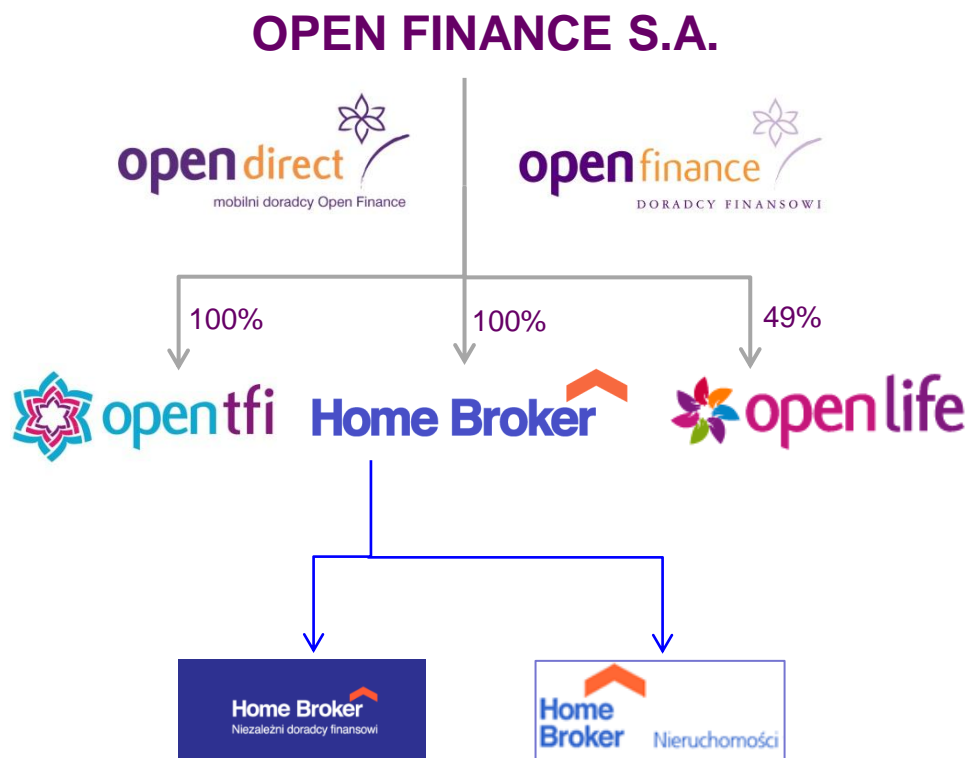 OPEN FINANCE S.A.
open direct
mobilni doradcy Open Finance
open finance
DORADCY FINANSOWI
100%
100%
49%
open tfi
Home Broker
open life
Home Broker
Niezależni doradcy finansowi
Home
Broker
Nieruchomości